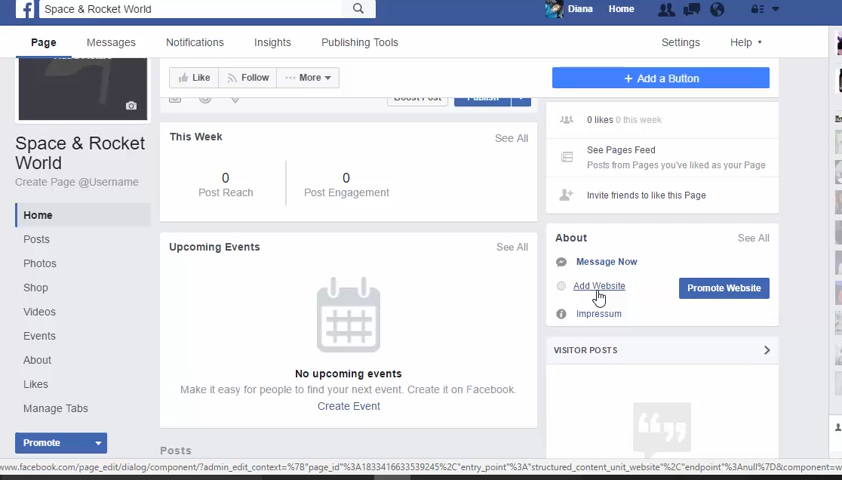 Space & Rocket World
Diana Home
Page Messages Notifications Insights Publishing Tools Settings Help
Like Follow More
+ Add a Button
Boost Post Publish
Space & Rocket
World
Create Page @Username
Home
Posts
Photos
Shop
Videos
Events
About
Likes
Manage Tabs
Promote
This Week See All
0 0
Post Reach Post Engagement
Upcoming Events See All
No upcoming events
Make it easy for people to find your next event. Create it on Facebook.
Create Event
Posts
0 likes 0 this week
See Pages Feed
Posts from Pages you've liked as your Page
Invite friends to like this Page
About See All
Message Now
Add Website Promote Website
Impressum
VISITOR POSTS
www.facebook.com/page_edit/dialog/component/?admin_edit_context=%7B"page_id"%3A1833416633539245%2C"entry_point"%3A"structured_content_unit_website"%2C"endpoint"%3Anull%7D&component=w